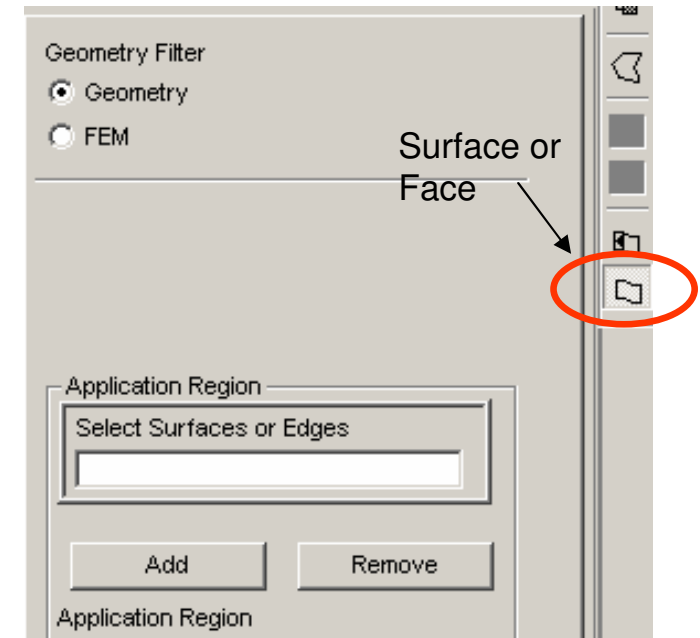 Geometry Filter
Geometry
FEM
Surface or
Face
Application Region
Select Surfaces or Edges
Add Remove
Application Region